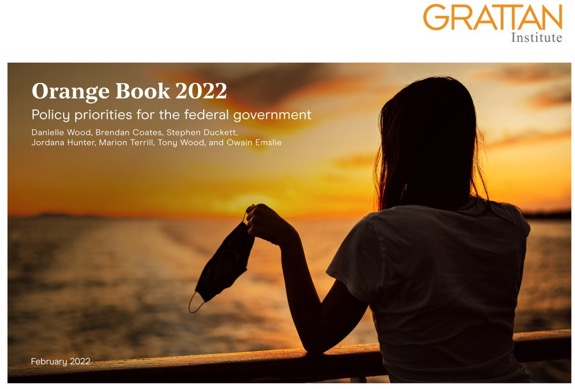 GRATTAN
Institute
Orange Book 2022
Policy priorities for the federal government
Danielle Wood, Brendan Coates, Stephen Duckett,
Jordana Hunter, Marion Terrill, Tony Wood, and Owain Emslie
February 2022